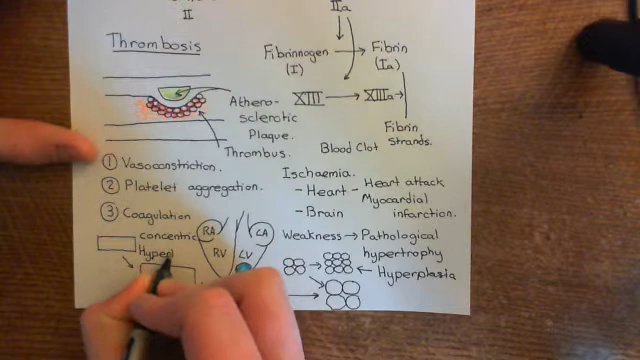 II
IIa
Thrombosis
Fibrinnogen
(I)
Fibrin
(Ia)
XIII
XIIIa
Athero-
sclerotic
Plaque.
Fibrin
Strands.
Thrombus.
Blood Clot
① Vasoconstriction.
② Platelet aggregation.
③ Coagulation
Ischaemia.
- Heart - Heart attack,
Myocardial
infarction.
- Brain
Weakness → Pathological
hypertrophy
Hyperplasia
concentric
Hyper
RA
RV
LV